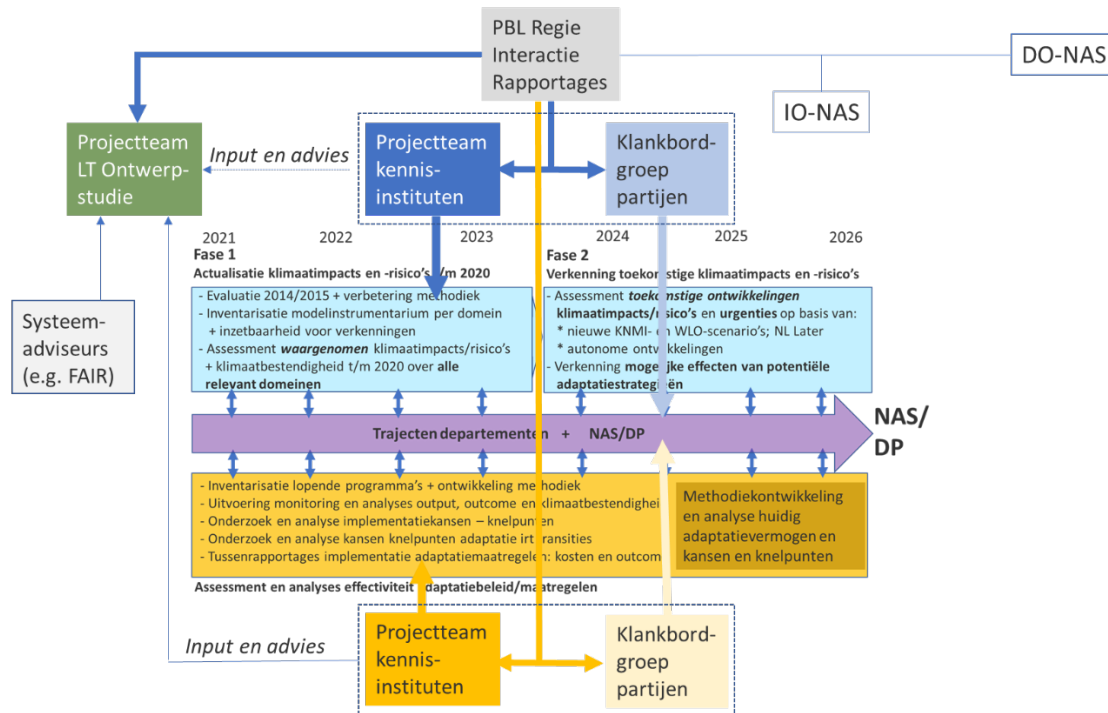 PBL Regie
Interactie
Rapportages
DO-NAS
IO-NAS
Projectteam
LT Ontwerp-
studie
Input en advies
Projectteam
kennis-
instituten
Klankbord-
groep
partijen
2021
2022
2023
2024
2025
2026
Fase 1
Actualisatie klimaatimpacts en -risico's /m 2020
Fase 2
Verkenning toekomstige klimaatimpacts en -risico's
- Evaluatie 2014/2015 + verbetering methodiek
- Inventarisatie modelinstrumentarium per domein
+ inzetbaarheid voor verkenningen
- Assessment waargenomen klimaatimpacts/risico's
+ klimaatbestendigheid t/m 2020 over alle
relevant domeinen
- Assessment toekomstige ontwikkelingen
klimaatimpacts/risico's en urgenties op basis van:
* nieuwe KNMI- en WLO-scenario's; NL Later
* autonome ontwikkelingen
- Verkenning mogelijke effecten van potentiële
adaptatiestrategieën
Systeem-
adviseurs
(e.g. FAIR)
Trajecten departementen + NAS/DP
NAS/
DP
- Inventarisatie lopende programma's + ontwikkeling methodiek
- Uitvoering monitoring en analyses output, outcome en klimaatbestendigheid
- Onderzoek en analyse implementatiekansen – knelpunten
- Onderzoek en analyse kansen knelpunten adaptatie irt transities
- Tussenrapportages implementatie adaptatiemaatregelen: kosten en outcome
Methodiekontwikkeling
en analyse huidig
adaptatievermogen en
kansen en knelpunten
Assessment en analyses effectiviteit adaptatiebeleid/maatregelen
Input en advies
Projectteam
kennis-
instituten
Klankbord-
groep
partijen